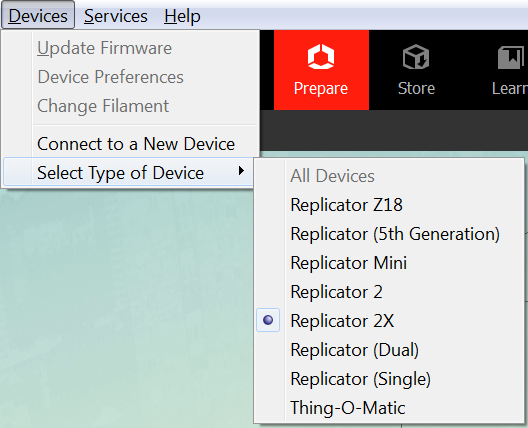 Devices Services Help
Update Firmware
Device Preferences
Change Filament
Connect to a New Device
Select Type of Device
Prepare
Store
Learn
All Devices
Replicator Z18
Replicator (5th Generation)
Replicator Mini
Replicator 2
Replicator 2X
Replicator (Dual)
Replicator (Single)
Thing-O-Matic